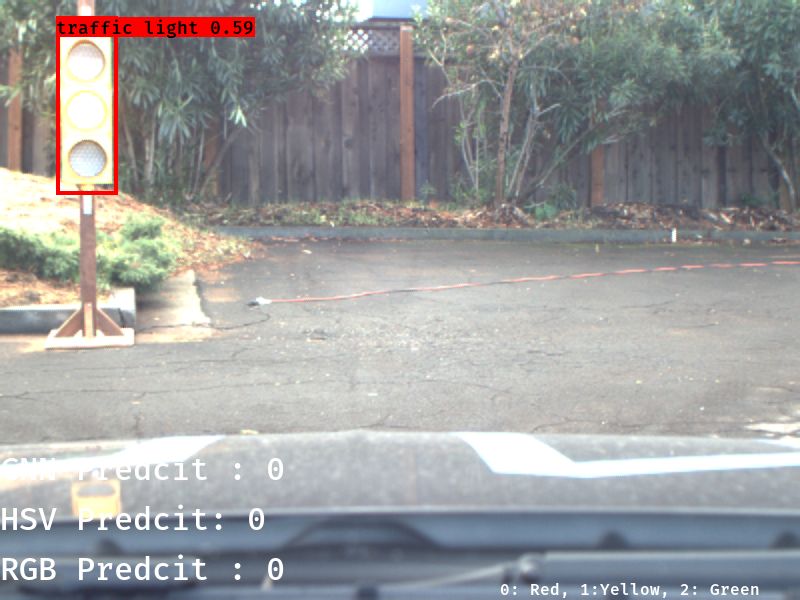 traffic light 0.59
CNN Predcit : 0
HSV Predcit: 0
RGB Predcit : 0
0: Red, 1:Yellow, 2: Green